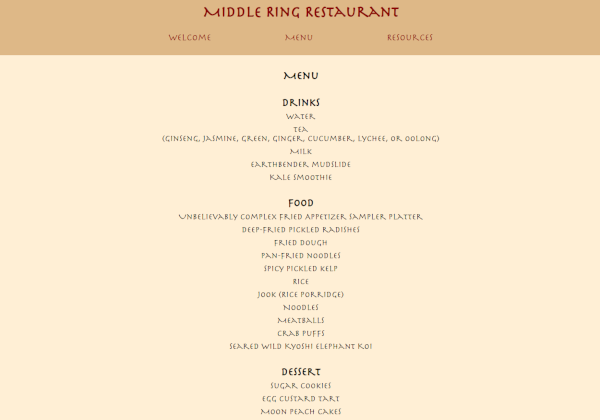 Middle Ring Restaurant
Welcome Menu Resources
Menu
Drinks
Water
Tea
(Ginseng, Jasmine, Green, Ginger, Cucumber, Lychee, or Oolong)
Milk
Earthbender Mudslide
Kale Smoothie
Food
Unbelievably Complex Fried Appetizer Sampler Platter
Deep-Fried Pickled Radishes
Fried Dough
Pan-Fried Noodles
Spicy Pickled Kelp
Rice
Jook (Rice Porridge)
Noodles
Meatballs
Crab Puffs
Seared Wild Kyoshi Elephant Koi
Dessert
Sugar Cookies
Egg Custard Tart
Moon Peach Cakes